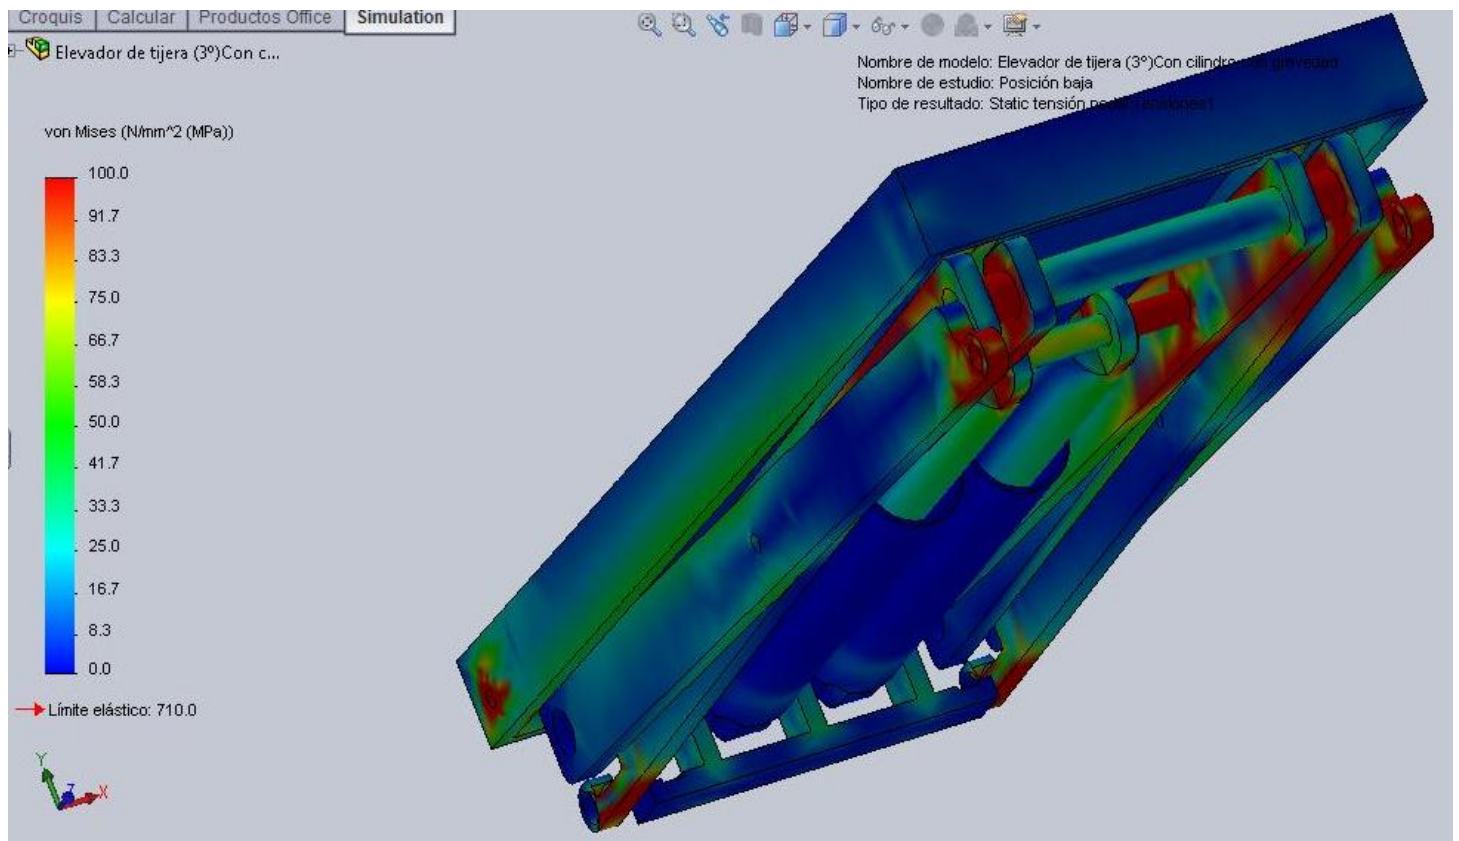 Croquis Calcular Productos Office Simulation
Elevador de tijera (3º)Con c...
Nombre de modelo: Elevador de tijera (3º)Con cilindro con gravedad
Nombre de estudio: Posición baja
Tipo de resultado: Static tensión
von Mises (N/mm^2 (MPa))
100.0
91.7
83.3
75.0
66.7
58.3
50.0
41.7
33.3
25.0
16.7
8.3
0.0
Límite elástico: 710.0
Y
Z
X